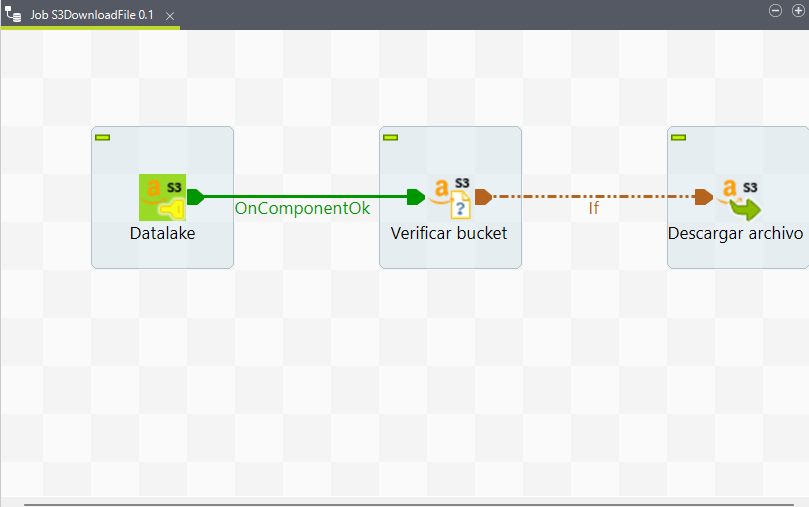 Job S3DownloadFile 0.1
a S3
a S3
?
a S3
OnComponentOk
If
Datalake
Verificar bucket
Descargar archivo